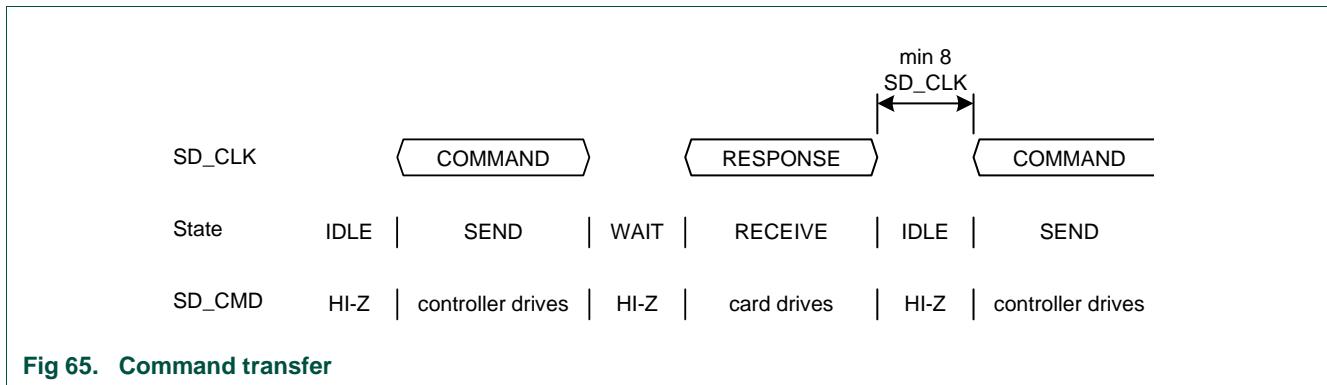 min 8
SD_CLK
SD_CLK COMMAND RESPONSE COMMAND
State IDLE SEND WAIT RECEIVE IDLE SEND
SD_CMD HI-Z controller drives HI-Z card drives HI-Z controller drives
Fig 65. Command transfer